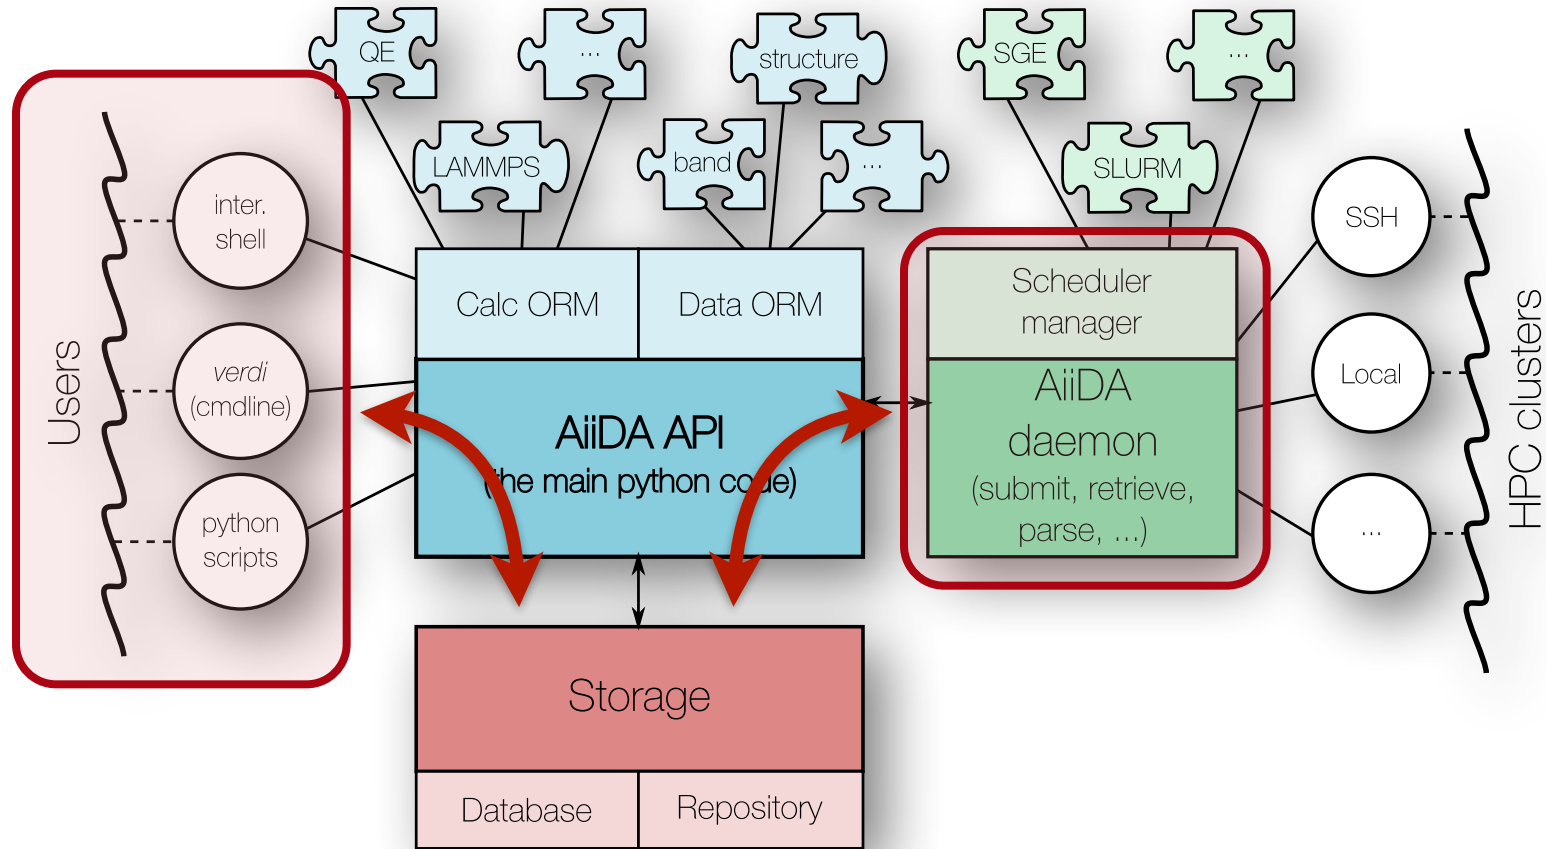 QE
...
structure
SGE
...
LAMMPS
band
...
SLURM
Users
inter.
shell
verdi
(cmdline)
python
scripts
Calc ORM
Data ORM
AiiDA API
(the main python code)
Scheduler
manager
AiiDA
daemon
(submit, retrieve,
parse, ...)
SSH
Local
...
HPC clusters
Storage
Database
Repository